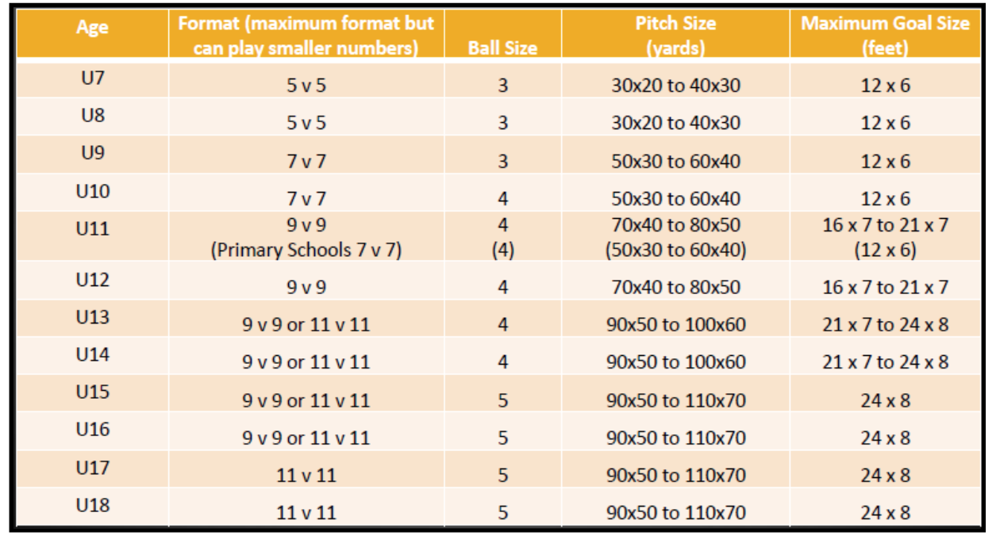 Age Format (maximum format but can play smaller numbers) Ball Size Pitch Size (yards) Maximum Goal Size (feet)
U7 5 v 5 3 30x20 to 40x30 12 x 6
U8 5 v 5 3 30x20 to 40x30 12 x 6
U9 7 v 7 3 50x30 to 60x40 12 x 6
U10 7 v 7 4 50x30 to 60x40 12 x 6
U11 9 v 9 4 70x40 to 80x50 16 x 7 to 21 x 7
(Primary Schools 7 v 7) (4) (50x30 to 60x40) (12 x 6)
U12 9 v 9 4 70x40 to 80x50 16 x 7 to 21 x 7
U13 9 v 9 or 11 v 11 4 90x50 to 100x60 21 x 7 to 24 x 8
U14 9 v 9 or 11 v 11 4 90x50 to 100x60 21 x 7 to 24 x 8
U15 9 v 9 or 11 v 11 5 90x50 to 110x70 24 x 8
U16 9 v 9 or 11 v 11 5 90x50 to 110x70 24 x 8
U17 11 v 11 5 90x50 to 110x70 24 x 8
U18 11 v 11 5 90x50 to 110x70 24 x 8